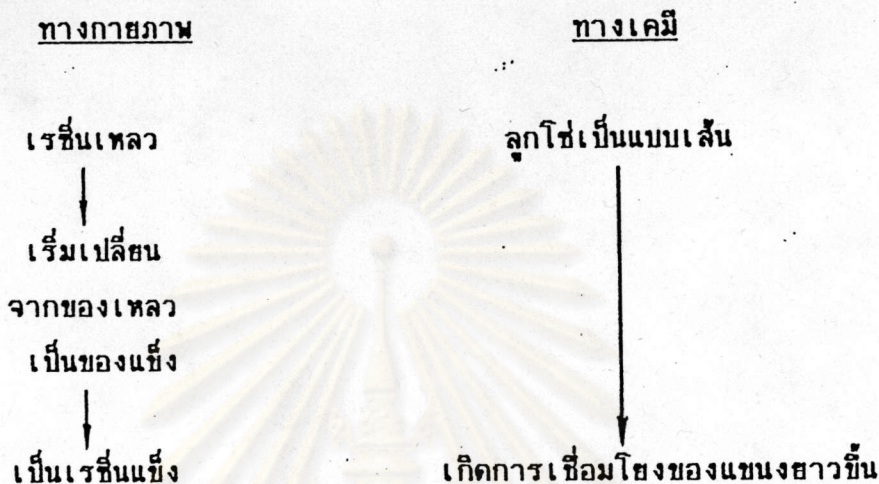 ทางกายภาพ
ทางเคมี
เรซิ่นเหลว
ลูกโซ่เป็นแบบเส้น
เริ่มเปลี่ยน
จากของเหลว
เป็นของแข็ง
เป็นเรซิ่นแข็ง
เกิดการเชื่อมโยงของแขนงยาวขึ้น